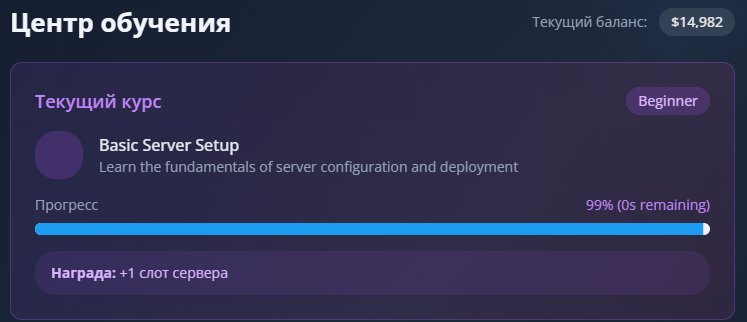 Центр обучения
Текущий баланс: $14,982
Текущий курс
Beginner
Basic Server Setup
Learn the fundamentals of server configuration and deployment
Прогресс
99% (0s remaining)
Награда: +1 слот сервера